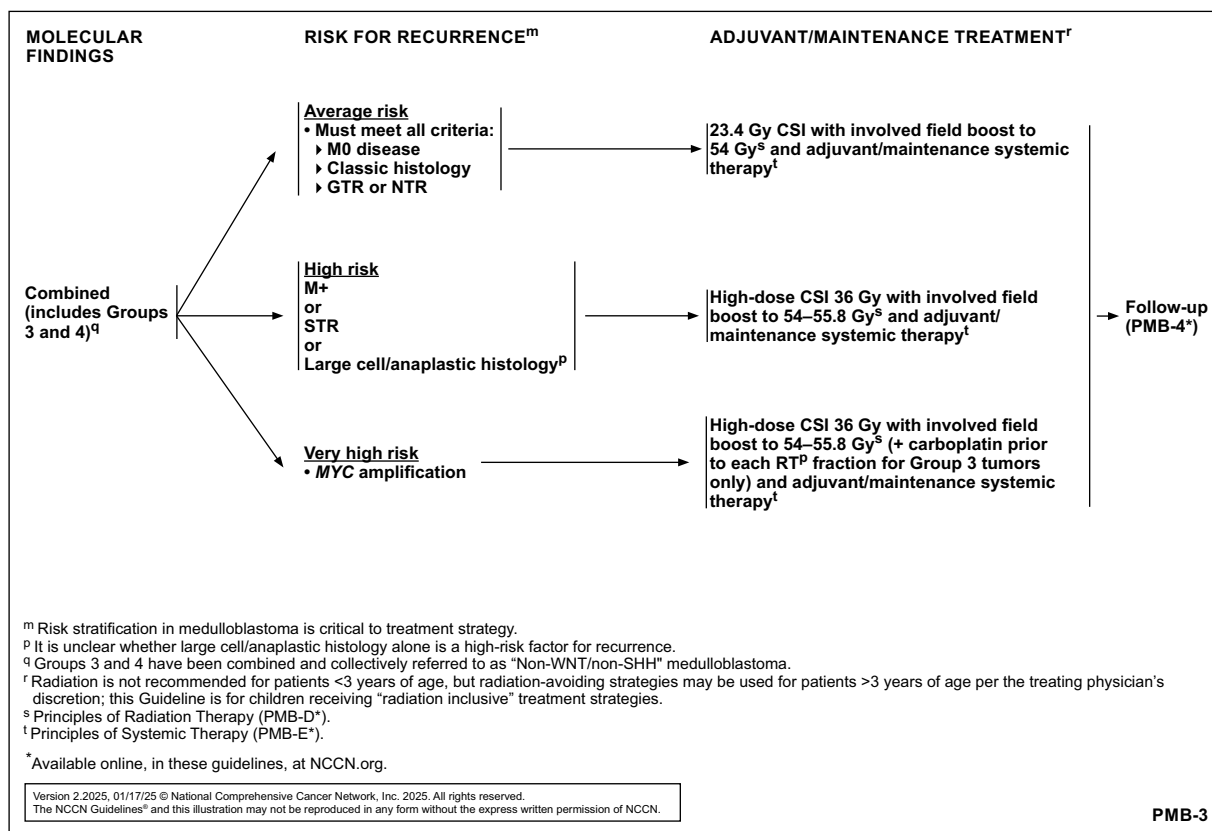 MOLECULAR
FINDINGS
RISK FOR RECURRENCEᵐ
ADJUVANT/MAINTENANCE TREATMENTʳ
Average risk
• Must meet all criteria:
▸ M0 disease
▸ Classic histology
▸ GTR or NTR
23.4 Gy CSI with involved field boost to
54 Gyˢ and adjuvant/maintenance systemic
therapyᵗ
Combined
(includes Groups
3 and 4)q
High risk
M+
or
STR
or
Large cell/anaplastic histologyᵖ
High-dose CSI 36 Gy with involved field
boost to 54–55.8 Gyˢ and adjuvant/
maintenance systemic therapyᵗ
Follow-up
(PMB-4*)
Very high risk
• MYC amplification
High-dose CSI 36 Gy with involved field
boost to 54–55.8 Gyˢ (+ carboplatin prior
to each RTᵖ fraction for Group 3 tumors
only) and adjuvant/maintenance systemic
therapyᵗ
ᵐ Risk stratification in medulloblastoma is critical to treatment strategy.
ᵖ It is unclear whether large cell/anaplastic histology alone is a high-risk factor for recurrence.
q Groups 3 and 4 have been combined and collectively referred to as “Non-WNT/non-SHH" medulloblastoma.
ʳ Radiation is not recommended for patients <3 years of age, but radiation-avoiding strategies may be used for patients >3 years of age per the treating physician’s
discretion; this Guideline is for children receiving “radiation inclusive” treatment strategies.
ˢ Principles of Radiation Therapy (PMB-D*).
ᵗ Principles of Systemic Therapy (PMB-E*).
*Available online, in these guidelines, at NCCN.org.
Version 2.2025, 01/17/25 © National Comprehensive Cancer Network, Inc. 2025. All rights reserved.
The NCCN Guidelines® and this illustration may not be reproduced in any form without the express written permission of NCCN.
PMB-3